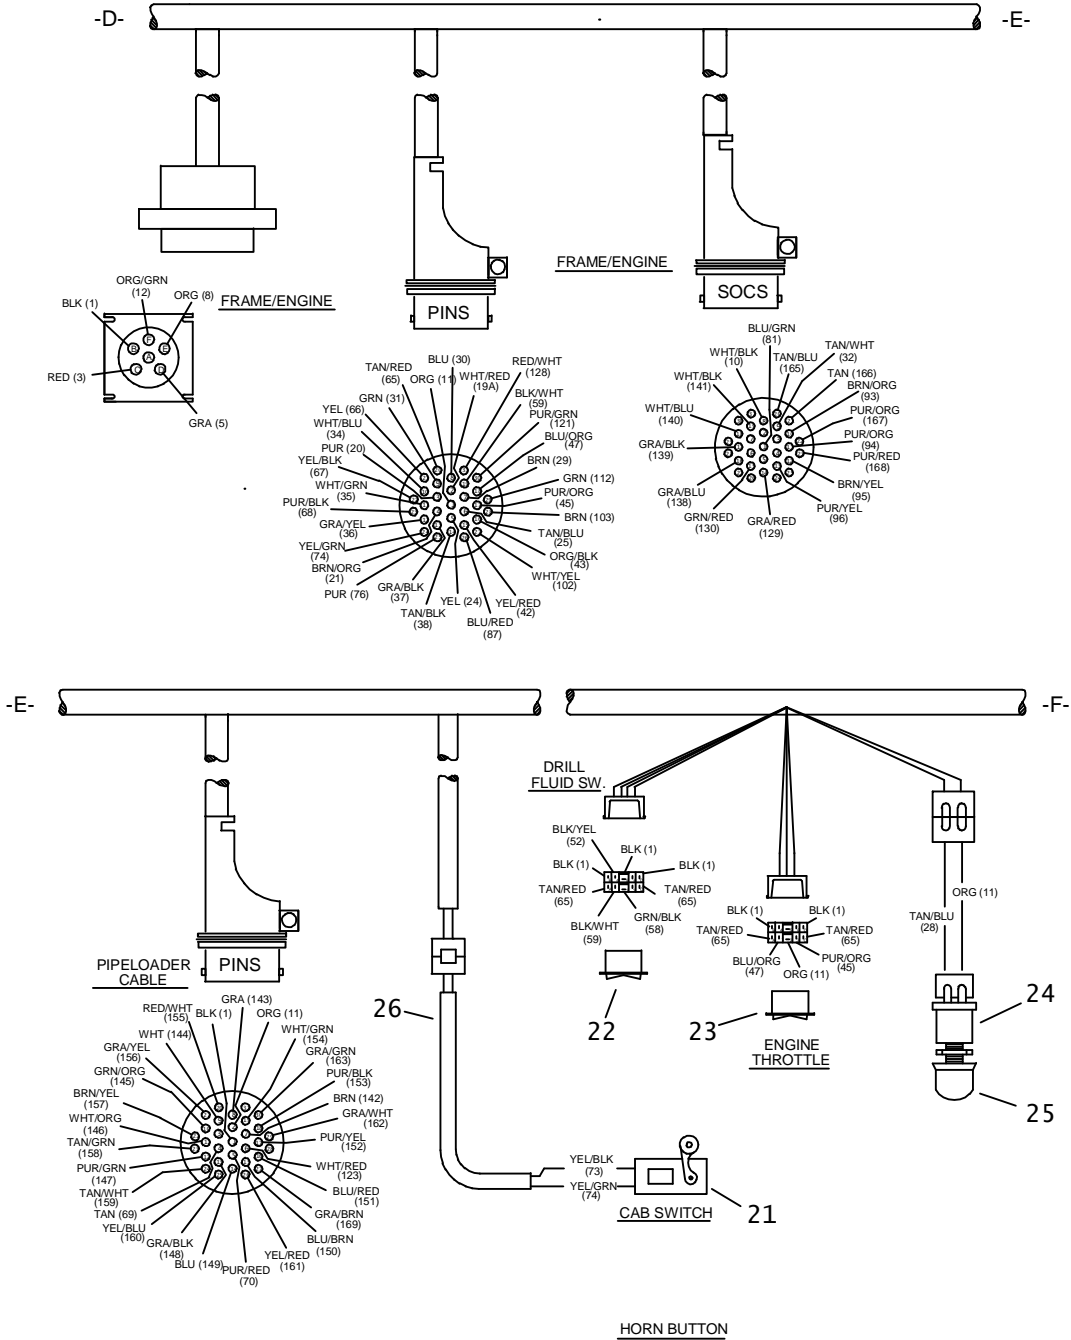 -D-
-E-
FRAME/ENGINE
PINS
FRAME/ENGINE
SOCS
ORG/GRN
(12)
ORG (8)
BLK (1)
F
B
E
A
C
D
RED (3)
GRA (5)
BLU (30)
TAN/RED
(65)
ORG (11)
WHT/RED
(19A)
RED/WHT
(128)
GRN (31)
BLK/WHT
(59)
YEL (66)
PUR/GRN
(121)
WHT/BLU
(34)
BLU/ORG
(47)
PUR (20)
BRN (29)
YEL/BLK
(67)
GRN (112)
WHT/GRN
(35)
PUR/ORG
(45)
PUR/BLK
(68)
BRN (103)
GRA/YEL
(36)
TAN/BLU
(25)
YEL/GRN
(74)
ORG/BLK
(43)
BRN/ORG
(21)
WHT/YEL
(102)
PUR (76)
GRA/BLK
(37)
YEL (24)
YEL/RED
(42)
TAN/BLK
(38)
BLU/RED
(87)
BLU/GRN
(81)
WHT/BLK
(10)
TAN/BLU
(165)
TAN/WHT
(32)
WHT/BLK
(141)
TAN (166)
BRN/ORG
(93)
WHT/BLU
(140)
PUR/ORG
(167)
GRA/BLK
(139)
PUR/ORG
(94)
PUR/RED
(168)
GRA/BLU
(138)
BRN/YEL
(95)
GRN/RED
(130)
GRA/RED
(129)
PUR/YEL
(96)
-E-
-F-
DRILL
FLUID SW.
BLK/YEL
(52)
BLK (1)
BLK (1)
BLK (1)
TAN/RED
(65)
TAN/RED
(65)
BLK/WHT
(59)
GRN/BLK
(58)
22
BLK (1)
BLK (1)
TAN/RED
(65)
TAN/RED
(65)
BLU/ORG
(47)
ORG (11)
PUR/ORG
(45)
23
ENGINE
THROTTLE
ORG (11)
TAN/BLU
(28)
24
25
PIPELOADER
CABLE
PINS
26
GRA (143)
RED/WHT
(155)
BLK (1)
ORG (11)
WHT (144)
WHT/GRN
(154)
GRA/YEL
(156)
GRA/GRN
(163)
GRN/ORG
(145)
PUR/BLK
(153)
BRN/YEL
(157)
BRN (142)
WHT/ORG
(146)
GRA/WHT
(162)
TAN/GRN
(158)
PUR/YEL
(152)
PUR/GRN
(147)
WHT/RED
(123)
TAN/WHT
(159)
BLU/RED
(151)
TAN (69)
GRA/BRN
(169)
YEL/BLU
(160)
BLU/BRN
(150)
GRA/BLK
(148)
YEL/RED
(161)
BLU (149)
PUR/RED
(70)
YEL/BLK
(73)
YEL/GRN
(74)
CAB SWITCH
21
HORN BUTTON